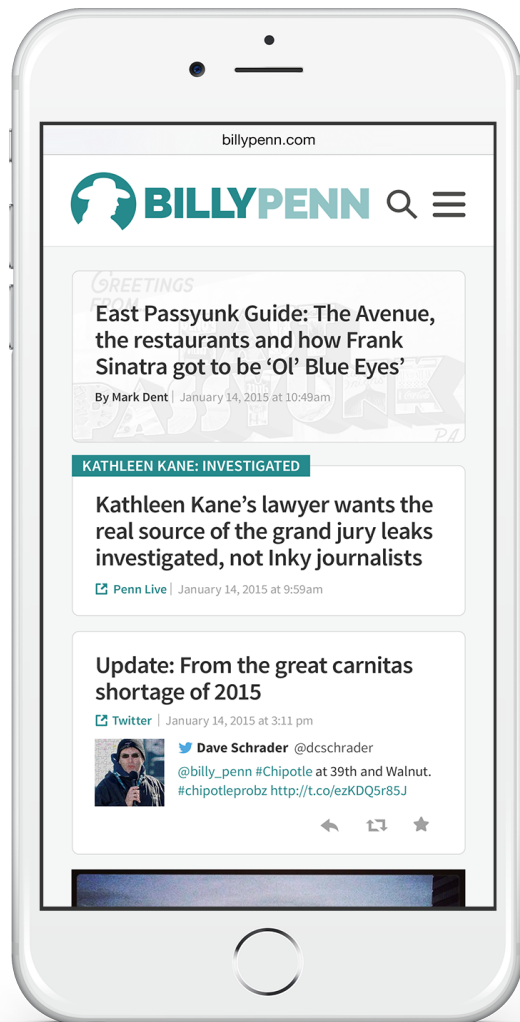 billypenn.com
BILLYPENN
GREETINGS
FROM
East Passyunk Guide: The Avenue,
the restaurants and how Frank
Sinatra got to be ‘Ol’ Blue Eyes’
By Mark Dent | January 14, 2015 at 10:49am
EAST
PASSYUNK
PA
KATHLEEN KANE: INVESTIGATED
Kathleen Kane’s lawyer wants the
real source of the grand jury leaks
investigated, not Inky journalists
Penn Live | January 14, 2015 at 9:59am
Update: From the great carnitas
shortage of 2015
Twitter | January 14, 2015 at 3:11 pm
Dave Schrader @dcschrader
@billy_penn #Chipotle at 39th and Walnut.
#chipotleprobz http://t.co/ezKDQ5r85J